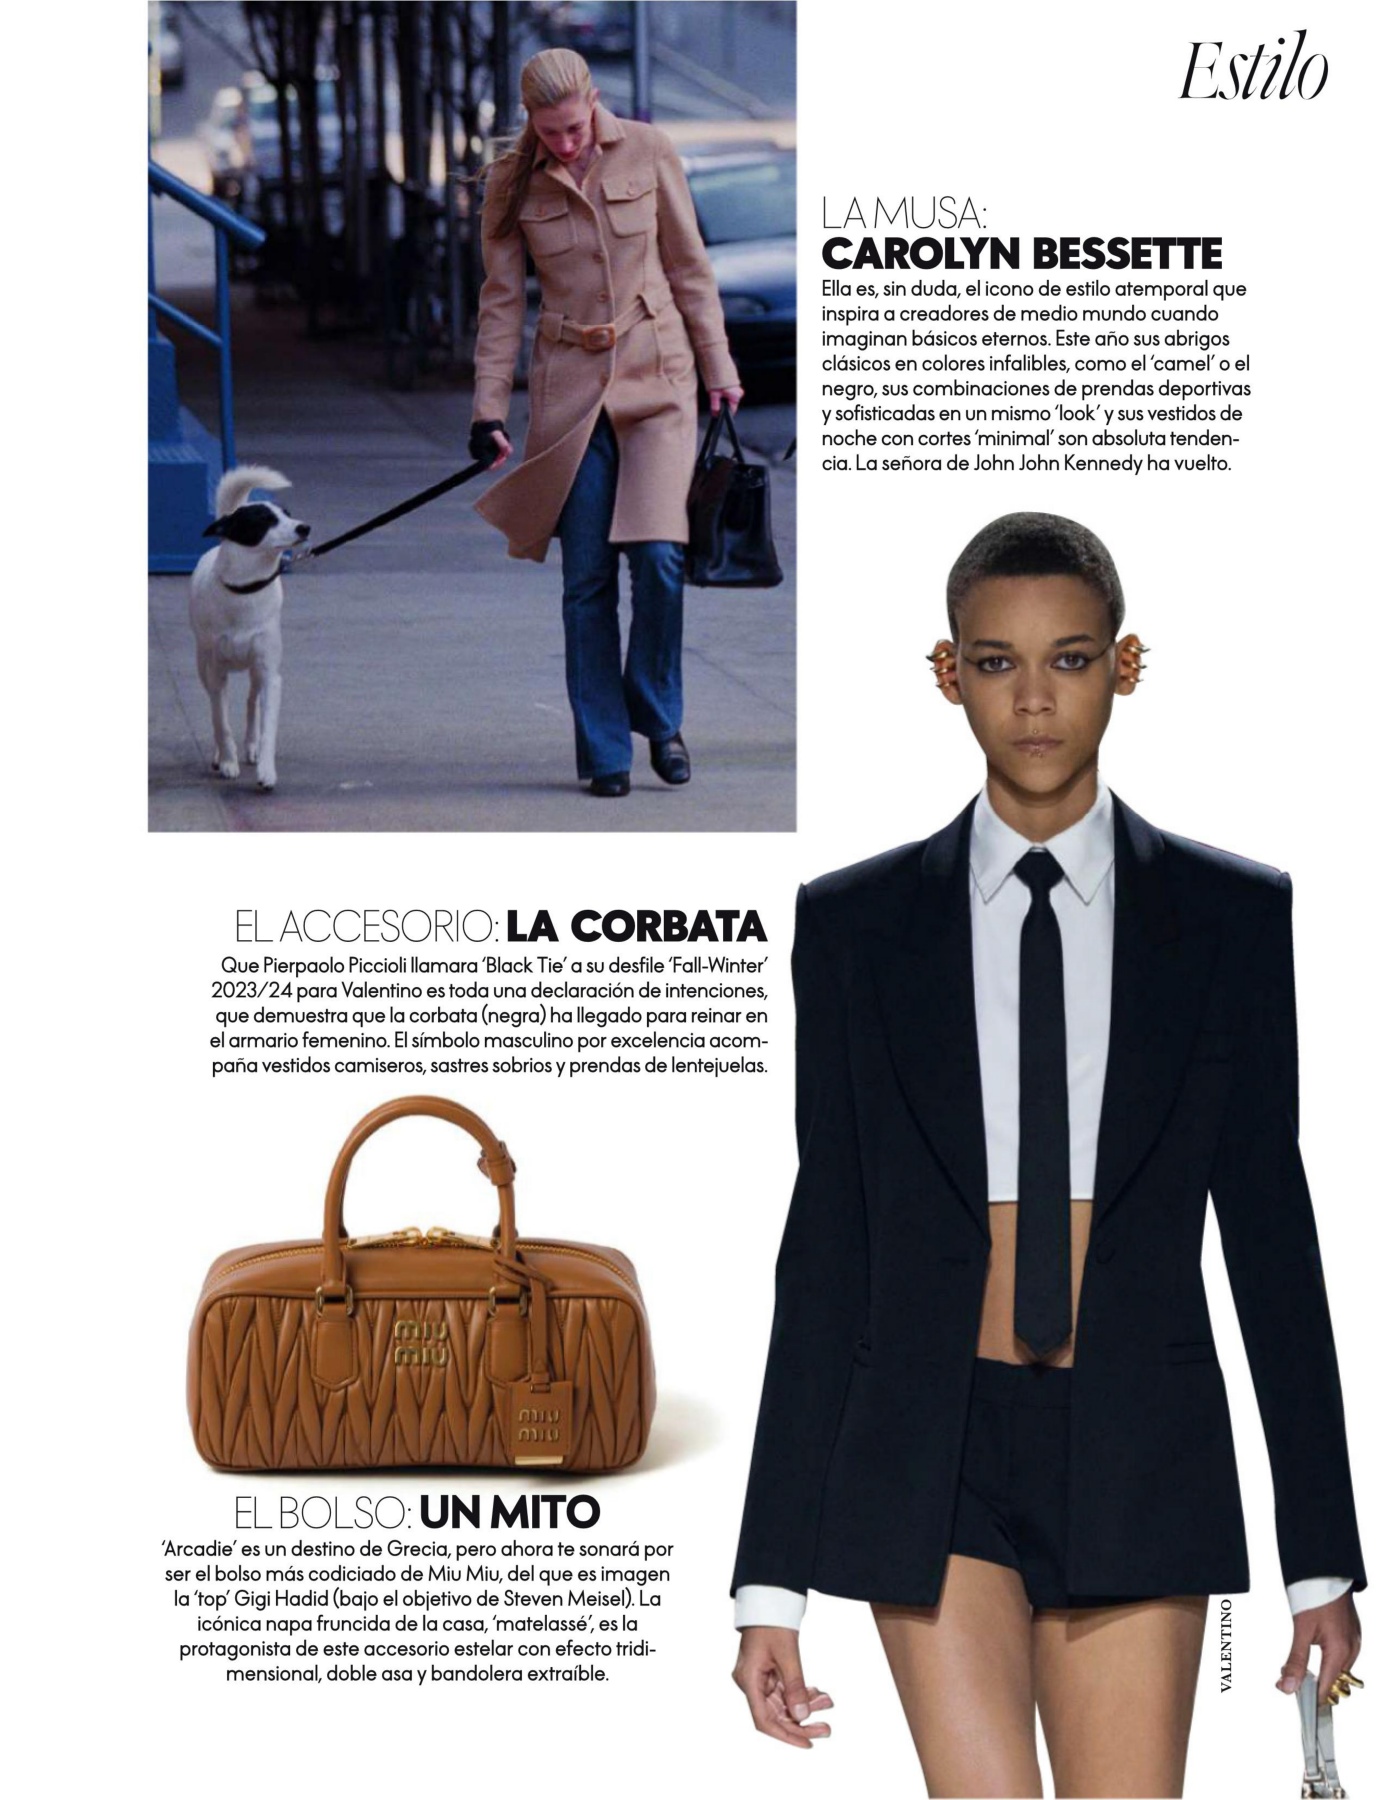 Estilo
LA MUSA:
CAROLYN BESSETTE
Ella es, sin duda, el icono de estilo atemporal que
inspira a creadores de medio mundo cuando
imaginan básicos eternos. Este año sus abrigos
clásicos en colores infalibles, como el ‘camel’ o el
negro, sus combinaciones de prendas deportivas
y sofisticadas en un mismo ‘look’ y sus vestidos de
noche con cortes ‘minimal’ son absoluta tenden-
cia. La señora de John John Kennedy ha vuelto.
EL ACCESORIO: LA CORBATA
Que Pierpaolo Piccioli llamara ‘Black Tie’ a su desfile ‘Fall-Winter’
2023/24 para Valentino es toda una declaración de intenciones,
que demuestra que la corbata (negra) ha llegado para reinar en
el armario femenino. El símbolo masculino por excelencia acom-
paña vestidos camiseros, sastres sobrios y prendas de lentejuelas.
miu
miu
miu
miu
EL BOLSO: UN MITO
‘Arcadie’ es un destino de Grecia, pero ahora te sonará por
ser el bolso más codiciado de Miu Miu, del que es imagen
la ‘top’ Gigi Hadid (bajo el objetivo de Steven Meisel). La
icónica napa fruncida de la casa, ‘matelassé’, es la
protagonista de este accesorio estelar con efecto tridi-
mensional, doble asa y bandolera extraíble.
VALENTINO